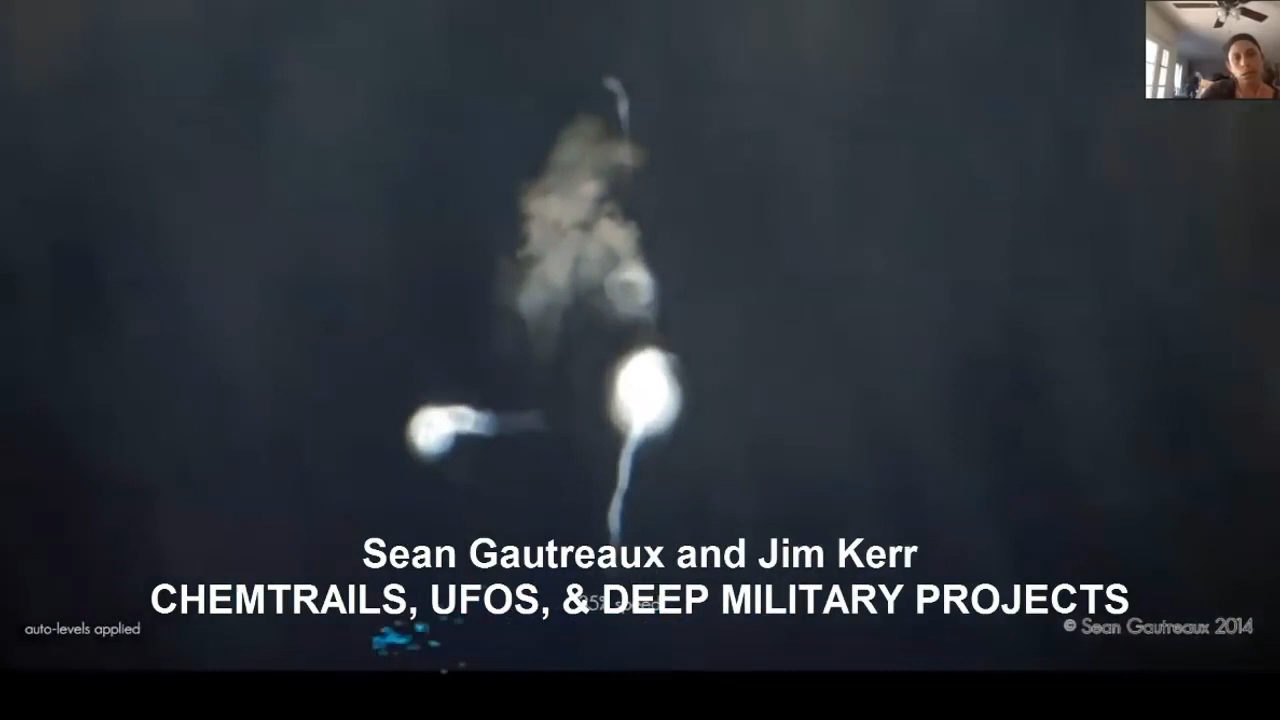 Sean Gautreaux and Jim Kerr
CHEMTRAILS, UFOS, & DEEP MILITARY PROJECTS
auto-levels applied
© Sean Gautreaux 2014